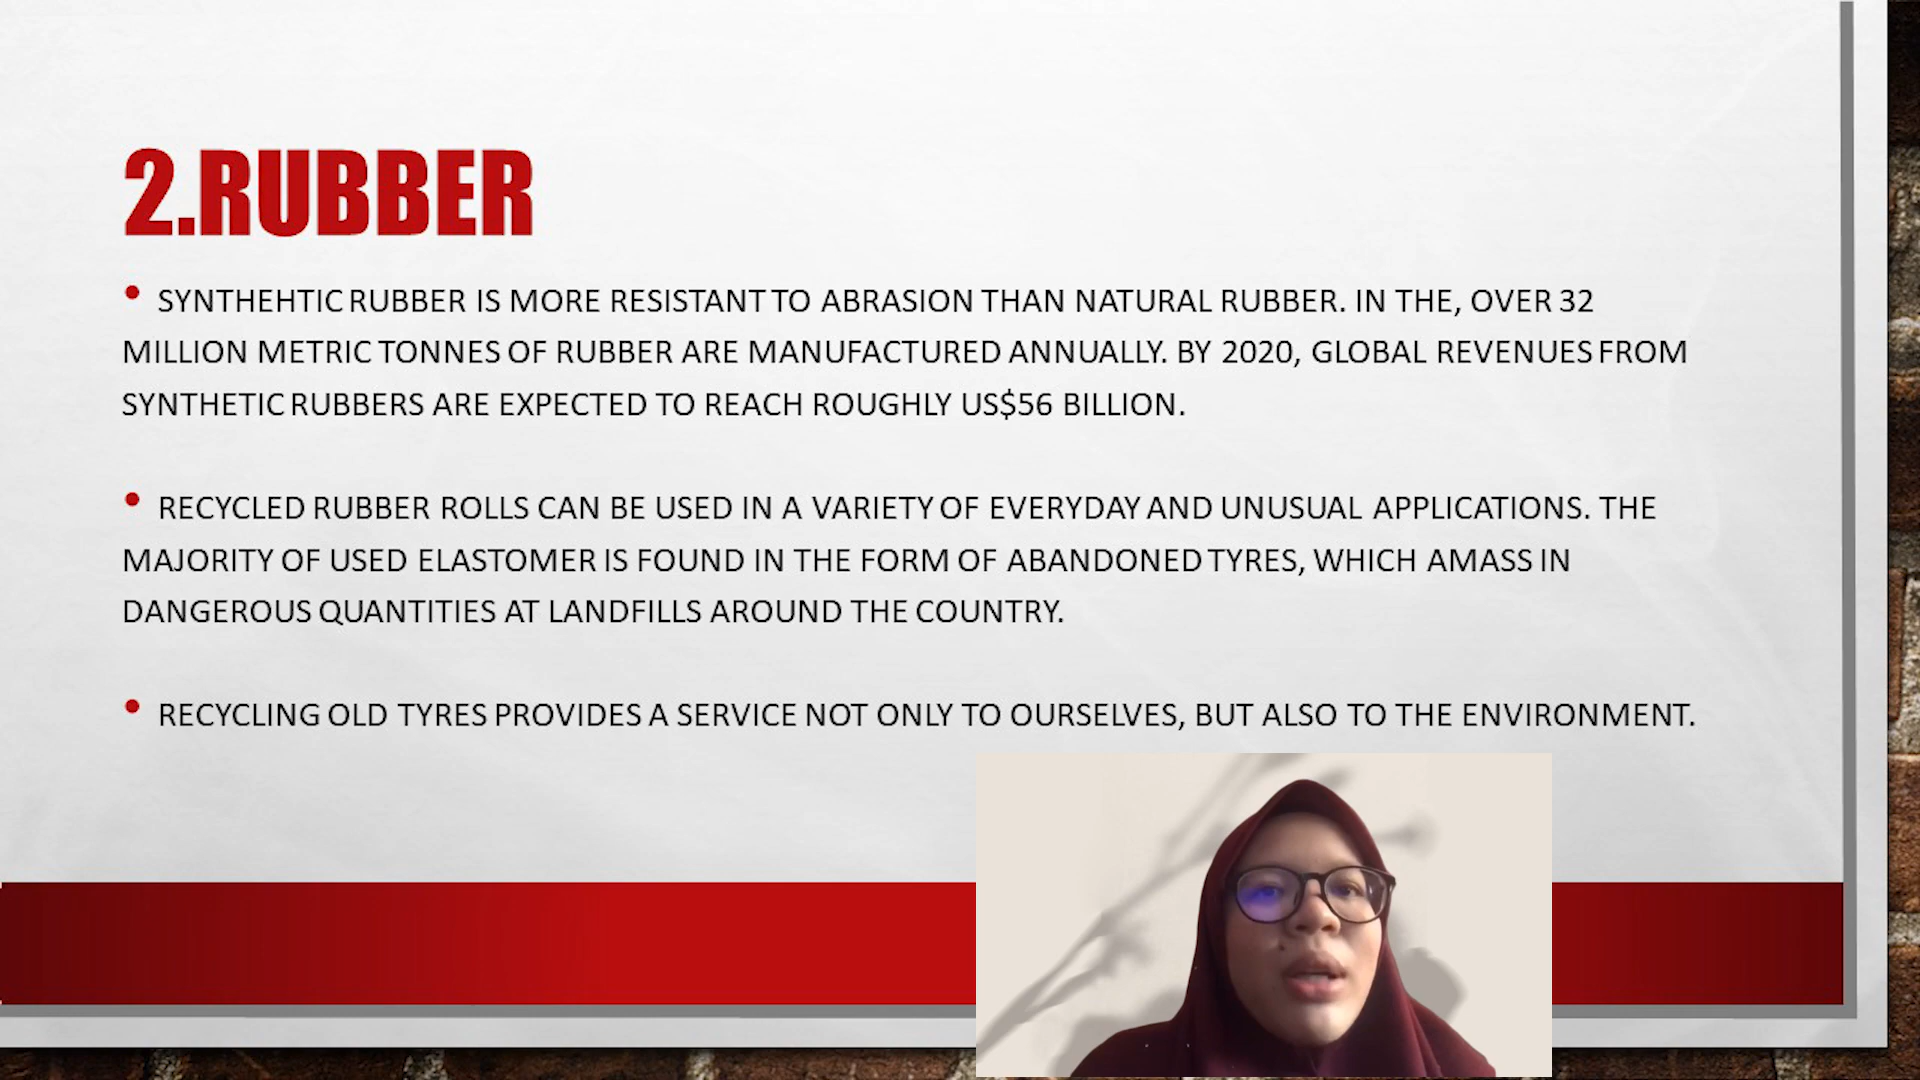 2.RUBBER
• SYNTHEHTIC RUBBER IS MORE RESISTANT TO ABRASION THAN NATURAL RUBBER. IN THE, OVER 32
MILLION METRIC TONNES OF RUBBER ARE MANUFACTURED ANNUALLY. BY 2020, GLOBAL REVENUES FROM
SYNTHETIC RUBBERS ARE EXPECTED TO REACH ROUGHLY US$56 BILLION.
• RECYCLED RUBBER ROLLS CAN BE USED IN A VARIETY OF EVERYDAY AND UNUSUAL APPLICATIONS. THE
MAJORITY OF USED ELASTOMER IS FOUND IN THE FORM OF ABANDONED TYRES, WHICH AMASS IN
DANGEROUS QUANTITIES AT LANDFILLS AROUND THE COUNTRY.
• RECYCLING OLD TYRES PROVIDES A SERVICE NOT ONLY TO OURSELVES, BUT ALSO TO THE ENVIRONMENT.